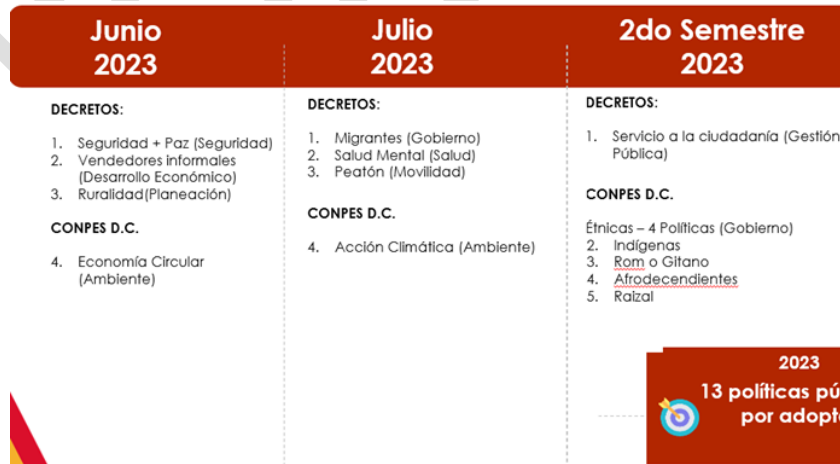 Junio
2023
DECRETOS:
1. Seguridad + Paz (Seguridad)
2. Vendedores informales
(Desarrollo Económico)
3. Ruralidad(Planeación)
CONPES D.C.
4. Economía Circular
(Ambiente)
Julio
2023
DECRETOS:
1. Migrantes (Gobierno)
2. Salud Mental (Salud)
3. Peatón (Movilidad)
CONPES D.C.
4. Acción Climática (Ambiente)
2do Semestre
2023
DECRETOS:
1. Servicio a la ciudadanía (Gestión
Pública)
CONPES D.C.
Étnicas – 4 Políticas (Gobierno)
2. Indígenas
3. Rom o Gitano
4. Afrodecendientes
5. Raizal
2023
13 políticas pú
por adopt